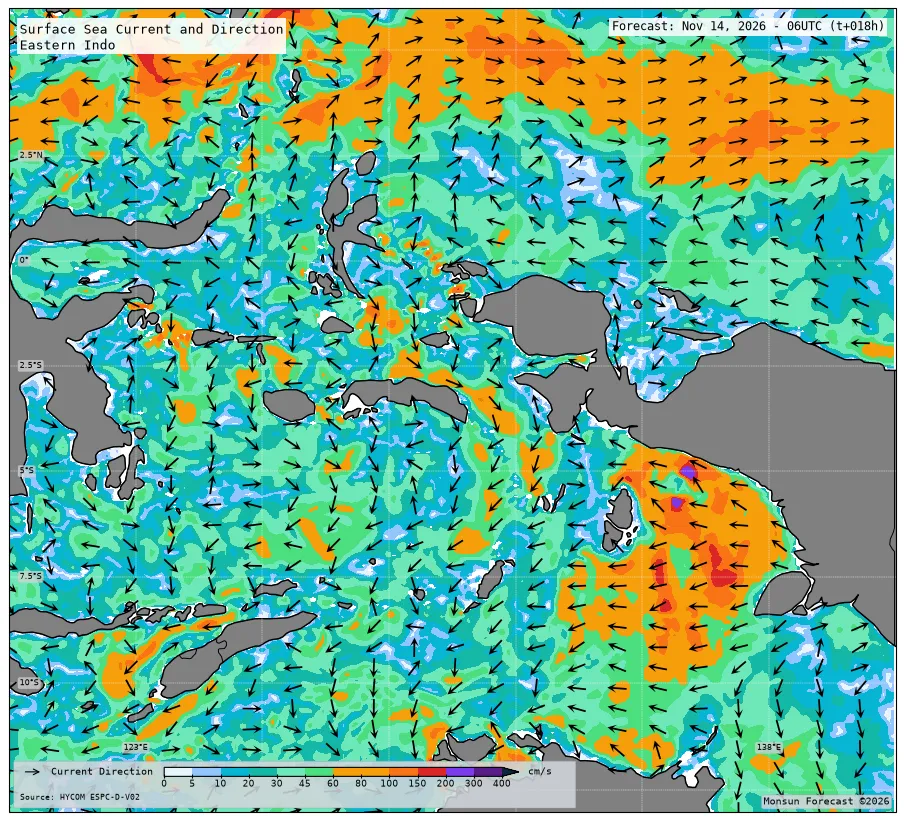 Surface Sea Current and Direction
Eastern Indo
Forecast: Nov 14, 2026 - 06UTC (t+018h)
2.5°N
0°
2.5°S
5°S
7.5°S
10°S
123°E
138°E
Current Direction
cm/s
0 5 10 20 30 45 60 80 100 150 200 300 400
Source: HYCOM ESPC-D-V02
Monsun Forecast ©2026